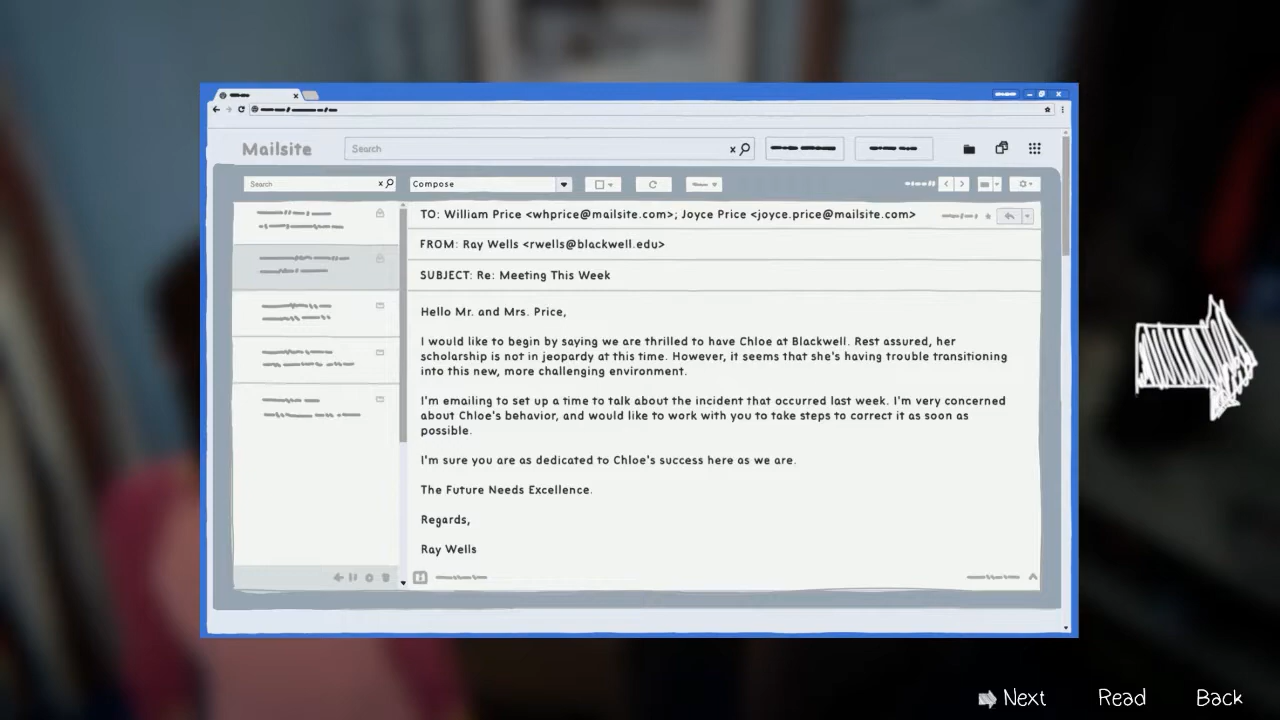 Mailsite
Search
Search
Compose
TO: William Price <whprice@mailsite.com>; Joyce Price <joyce.price@mailsite.com>
FROM: Ray Wells <rwells@blackwell.edu>
SUBJECT: Re: Meeting This Week
Hello Mr. and Mrs. Price,
I would like to begin by saying we are thrilled to have Chloe at Blackwell. Rest assured, her
scholarship is not in jeopardy at this time. However, it seems that she's having trouble transitioning
into this new, more challenging environment.
I'm emailing to set up a time to talk about the incident that occurred last week. I'm very concerned
about Chloe's behavior, and would like to work with you to take steps to correct it as soon as
possible.
I'm sure you are as dedicated to Chloe's success here as we are.
The Future Needs Excellence.
Regards,
Ray Wells
Next
Read
Back